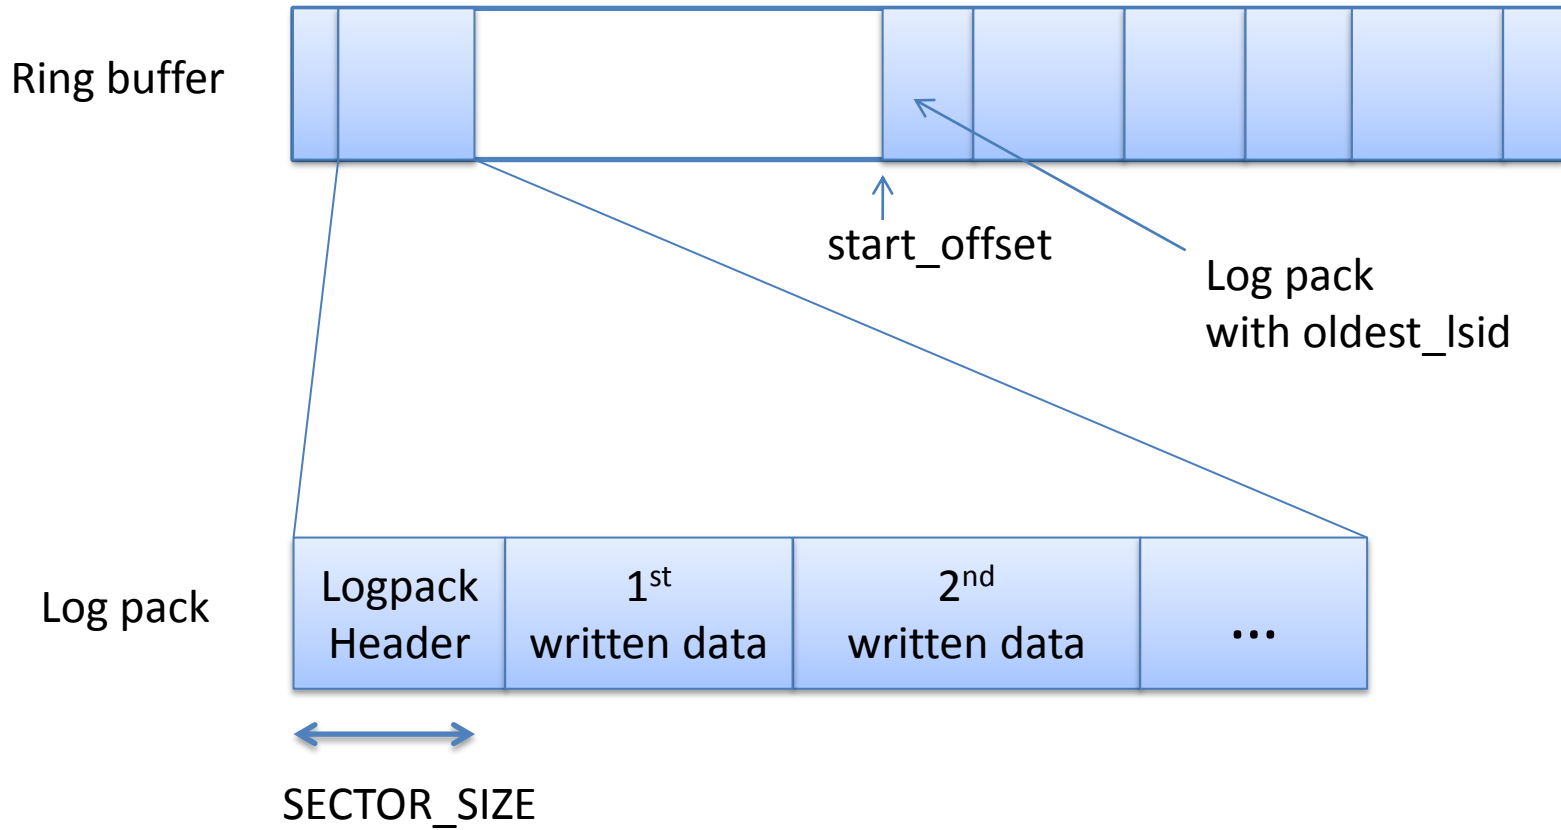 Ring buffer
start_offset
Log pack
with oldest_lsid
Log pack
Logpack
Header
1st
written data
2nd
written data
...
SECTOR_SIZE